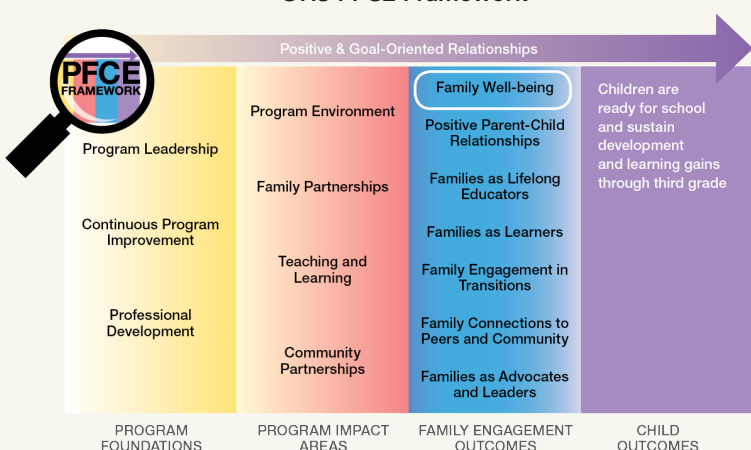 Positive & Goal-Oriented Relationships
PFCE
FRAMEWORK
Program Leadership
Continuous Program
Improvement
Professional
Development
Program Environment
Family Partnerships
Teaching and
Learning
Community
Partnerships
Family Well-being
Positive Parent-Child
Relationships
Families as Lifelong
Educators
Families as Learners
Family Engagement in
Transitions
Family Connections to
Peers and Community
Families as Advocates
and Leaders
Children are
ready for school
and sustain
development
and learning gains
through third grade
PROGRAM
FOUNDATIONS
PROGRAM IMPACT
AREAS
FAMILY ENGAGEMENT
OUTCOMES
CHILD
OUTCOMES